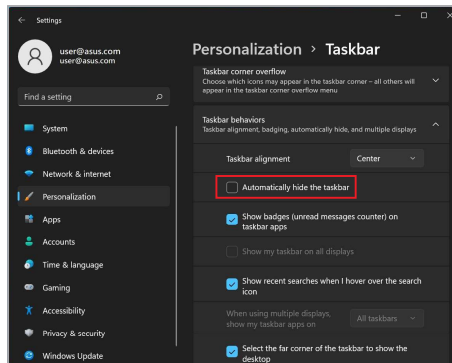 Settings
user@asus.com
user@asus.com
Find a setting
System
Bluetooth & devices
Network & internet
Personalization
Apps
Accounts
Time & language
Gaming
Accessibility
Privacy & security
Windows Update
Personalization > Taskbar
Taskbar corner overflow
Choose which icons may appear in the taskbar corner – all others will
appear in the taskbar corner overflow menu
Taskbar behaviors
Taskbar alignment, badging, automatically hide, and multiple displays
Taskbar alignment
Center
Automatically hide the taskbar
Show badges (unread messages counter) on
taskbar apps
Show my taskbar on all displays
Show recent searches when I hover over the search
icon
When using multiple displays,
show my taskbar apps on
All taskbars
Select the far corner of the taskbar to show the
desktop